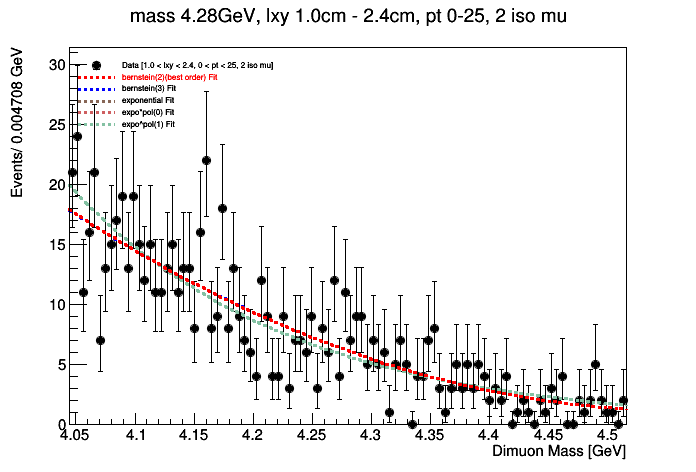 mass 4.28GeV, lxy 1.0cm - 2.4cm, pt 0-25, 2 iso mu
Events/ 0.004708 GeV
30
25
20
15
10
5
0
Data [1.0 < lxy < 2.4, 0 < pt < 25, 2 iso mu]
bernstein(2)(best order) Fit
bernstein(3) Fit
exponential Fit
expo*pol(0) Fit
expo*pol(1) Fit
4.05 4.1 4.15 4.2 4.25 4.3 4.35 4.4 4.45 4.5
Dimuon Mass [GeV]